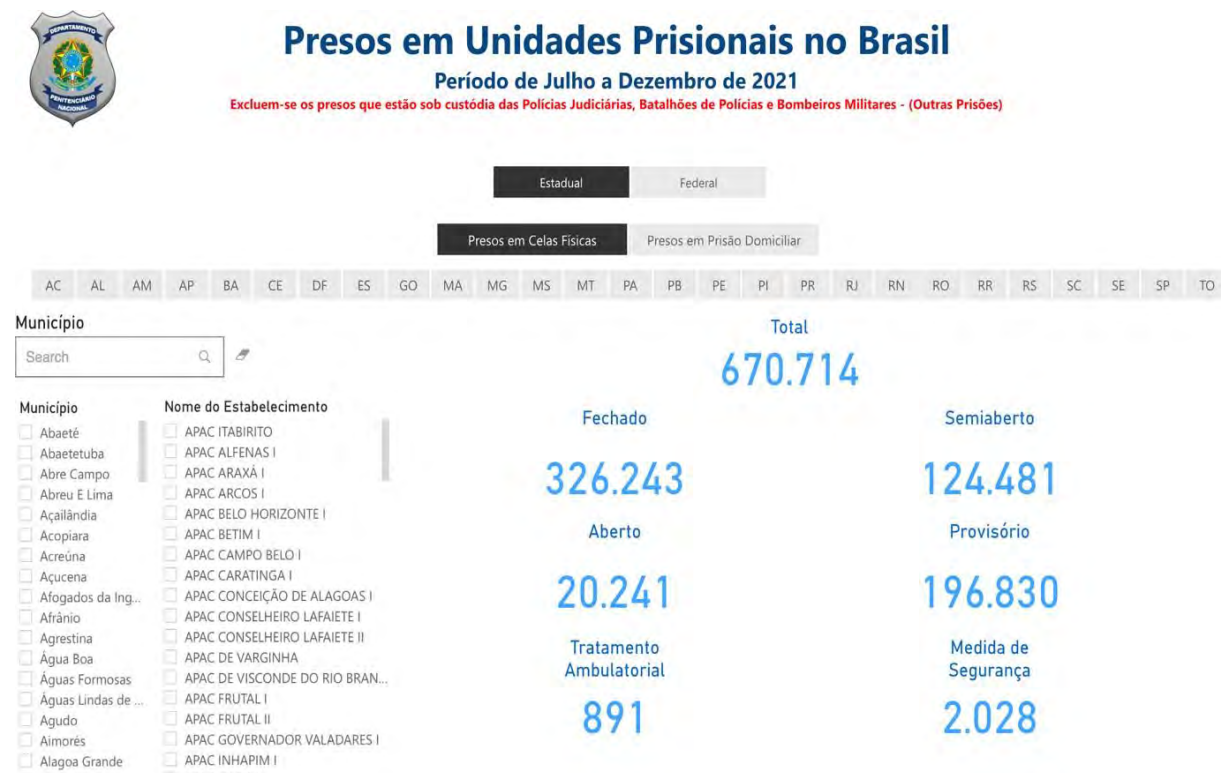 DEPARTAMENTO
PENITENCIÁRIO
NACIONAL
Presos em Unidades Prisionais no Brasil
Período de Julho a Dezembro de 2021
Excluem-se os presos que estão sob custódia das Polícias Judiciárias, Batalhões de Polícias e Bombeiros Militares - (Outras Prisões)
Estadual Federal
Presos em Celas Físicas Presos em Prisão Domiciliar
AC AL AM AP BA CE DF ES GO MA MG MS MT PA PB PE PI PR RJ RN RO RR RS SC SE SP TO
Município
Search
Município
Abaeté
Abaetetuba
Abre Campo
Abreu E Lima
Açailândia
Acopiara
Acreúna
Açucena
Afogados da Ing...
Afrânio
Agrestina
Água Boa
Águas Formosas
Águas Lindas de ...
Agudo
Aimorés
Alagoa Grande
Nome do Estabelecimento
APAC ITABIRITO
APAC ALFENAS I
APAC ARAXÁ I
APAC ARCOS I
APAC BELO HORIZONTE I
APAC BETIM I
APAC CAMPO BELO I
APAC CARATINGA I
APAC CONCEIÇÃO DE ALAGOAS I
APAC CONSELHEIRO LAFAIETE I
APAC CONSELHEIRO LAFAIETE II
APAC DE VARGINHA
APAC DE VISCONDE DO RIO BRAN...
APAC FRUTAL I
APAC FRUTAL II
APAC GOVERNADOR VALADARES I
APAC INHAPIM I
Total
670.714
Fechado
326.243
Semiaberto
124.481
Aberto
20.241
Provisório
196.830
Tratamento
Ambulatorial
891
Medida de
Segurança
2.028